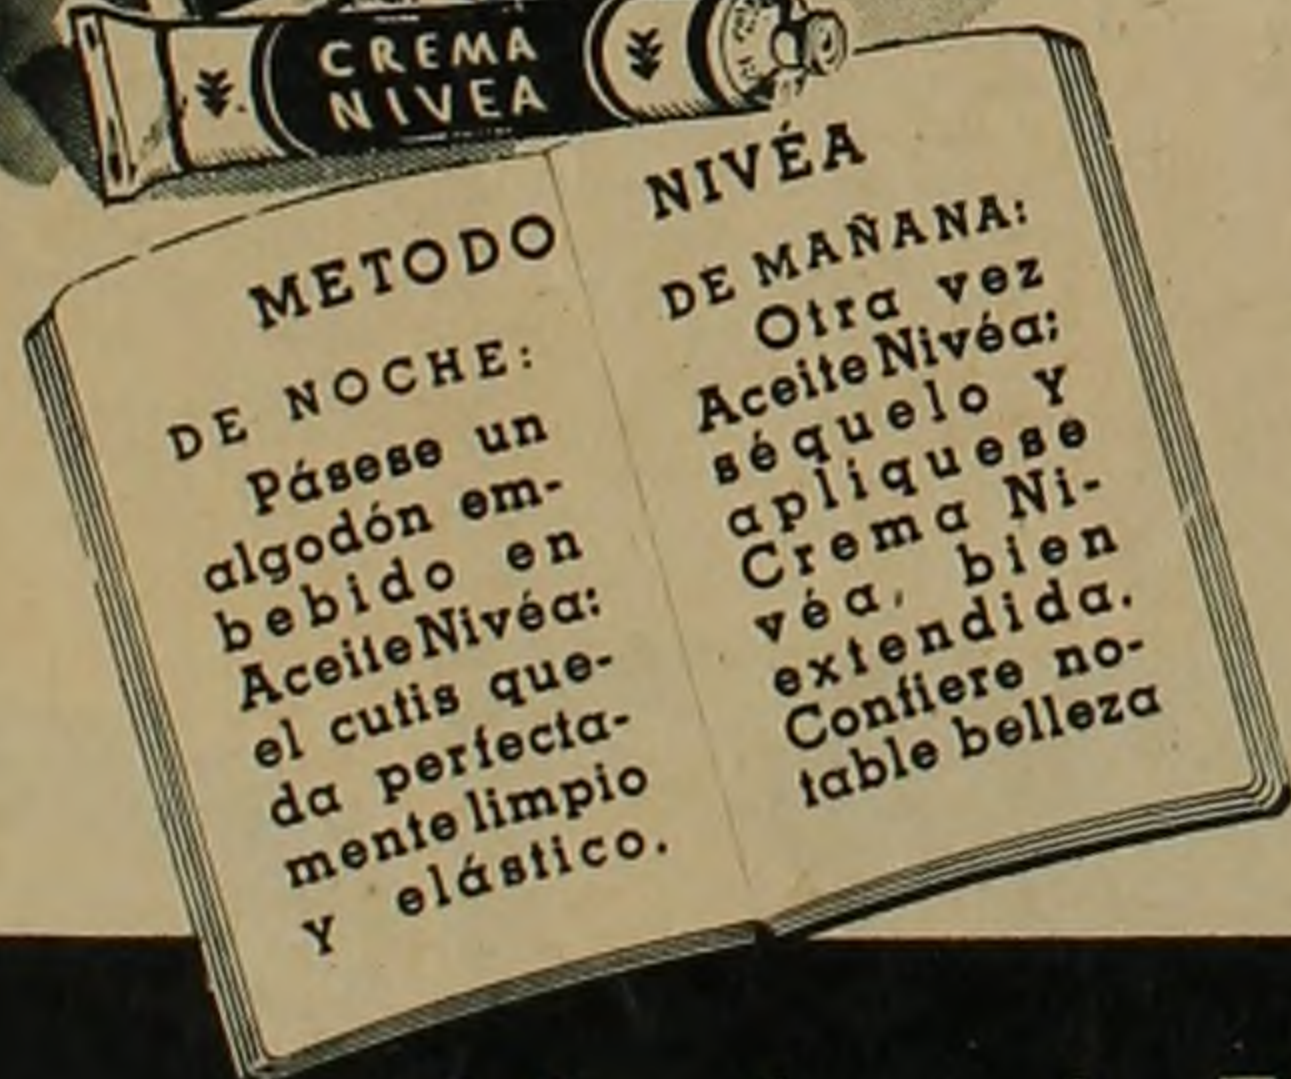 CREMA
NIVEA
METODO NIVÉA
DE NOCHE:
Pásese un
algodón em-
bebido en
Aceite Nivéa:
el cutis que-
da perfecta-
mente limpio
y elástico.
DE MAÑANA:
Otra vez
Aceite Nivéa;
séquelo y
aplíquese
Crema Ni-
véa, bien
extendida.
Confiere no-
table belleza